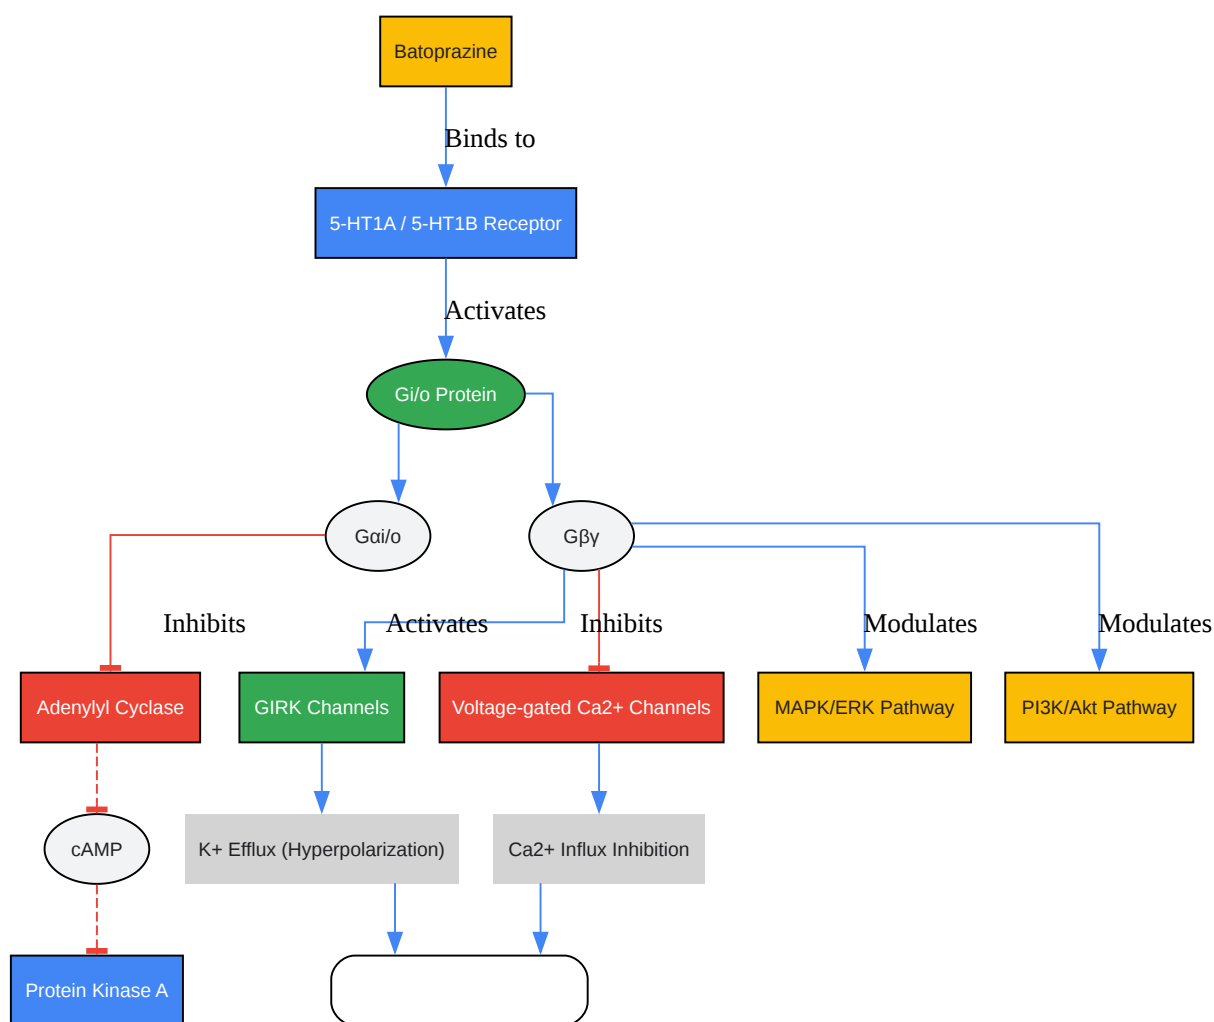 Batoprazine
Binds to
5-HT1A / 5-HT1B Receptor
Activates
Gi/o Protein
Gαi/o
Gβγ
Inhibits
Activates
Inhibits
Modulates
Modulates
Adenylyl Cyclase
GIRK Channels
Voltage-gated Ca2+ Channels
MAPK/ERK Pathway
PI3K/Akt Pathway
cAMP
K+ Efflux (Hyperpolarization)
Ca2+ Influx Inhibition
Protein Kinase A